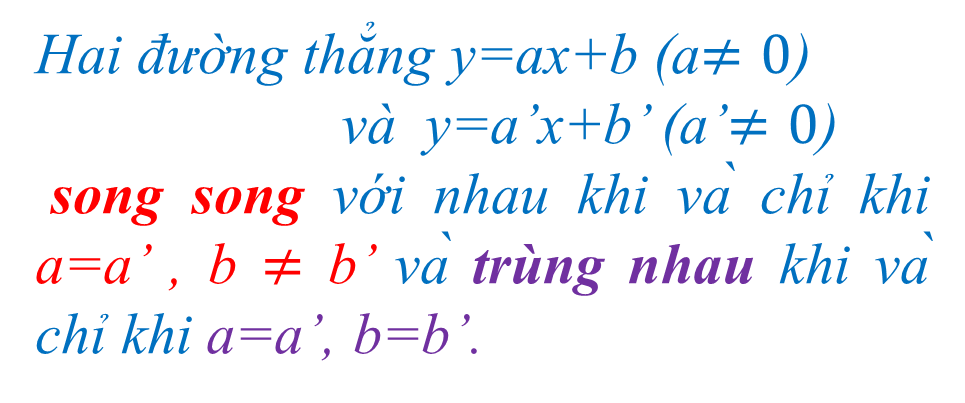 Hai đường thẳng y=ax+b (a≠ 0)
và y=a’x+b’ (a’≠ 0)
song song với nhau khi và chỉ khi
a=a’ , b ≠ b’ và trùng nhau khi và
chỉ khi a=a’, b=b’.